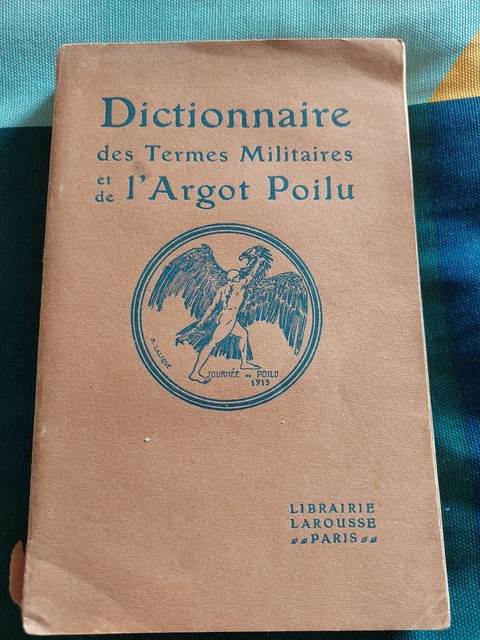 Dictionnaire
des Termes Militaires
et de l'Argot Poilu
R. LALIQUE
JOURNÉE DU POILU
1915
LIBRAIRIE
LAROUSSE
PARIS